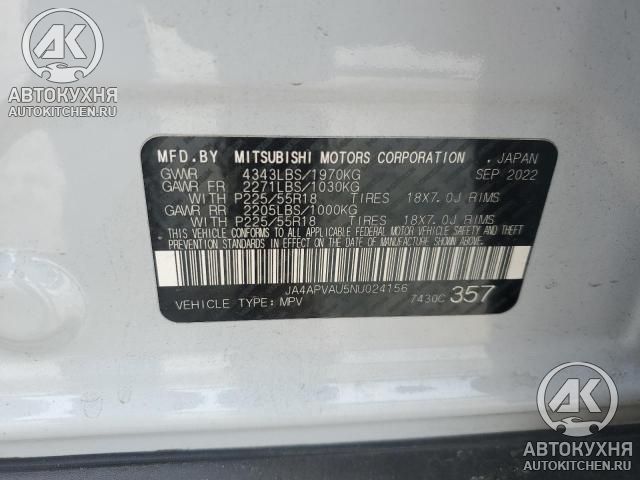 AK
АВТОКУХНЯ
AUTOKITCHEN.RU
MFD.BY MITSUBISHI MOTORS CORPORATION . JAPAN
GVWR 4343LBS/1970KG SEP 2022
GAWR FR 2271LBS/1030KG
WITH P225/55R18 TIRES 18X7.0J RIMS
GAWR RR 2205LBS/1000KG
WITH P225/55R18 TIRES 18X7.0J RIMS
THIS VEHICLE CONFORMS TO ALL APPLICABLE FEDERAL MOTOR VEHICLE SAFETY AND THEFT
PREVENTION STANDARDS IN EFFECT ON THE DATE OF MANUFACTURE SHOWN ABOVE.
JA4APVAU5NU024156
VEHICLE TYPE:MPV 7430C 357
AK
АВТОКУХНЯ
AUTOKITCHEN.RU